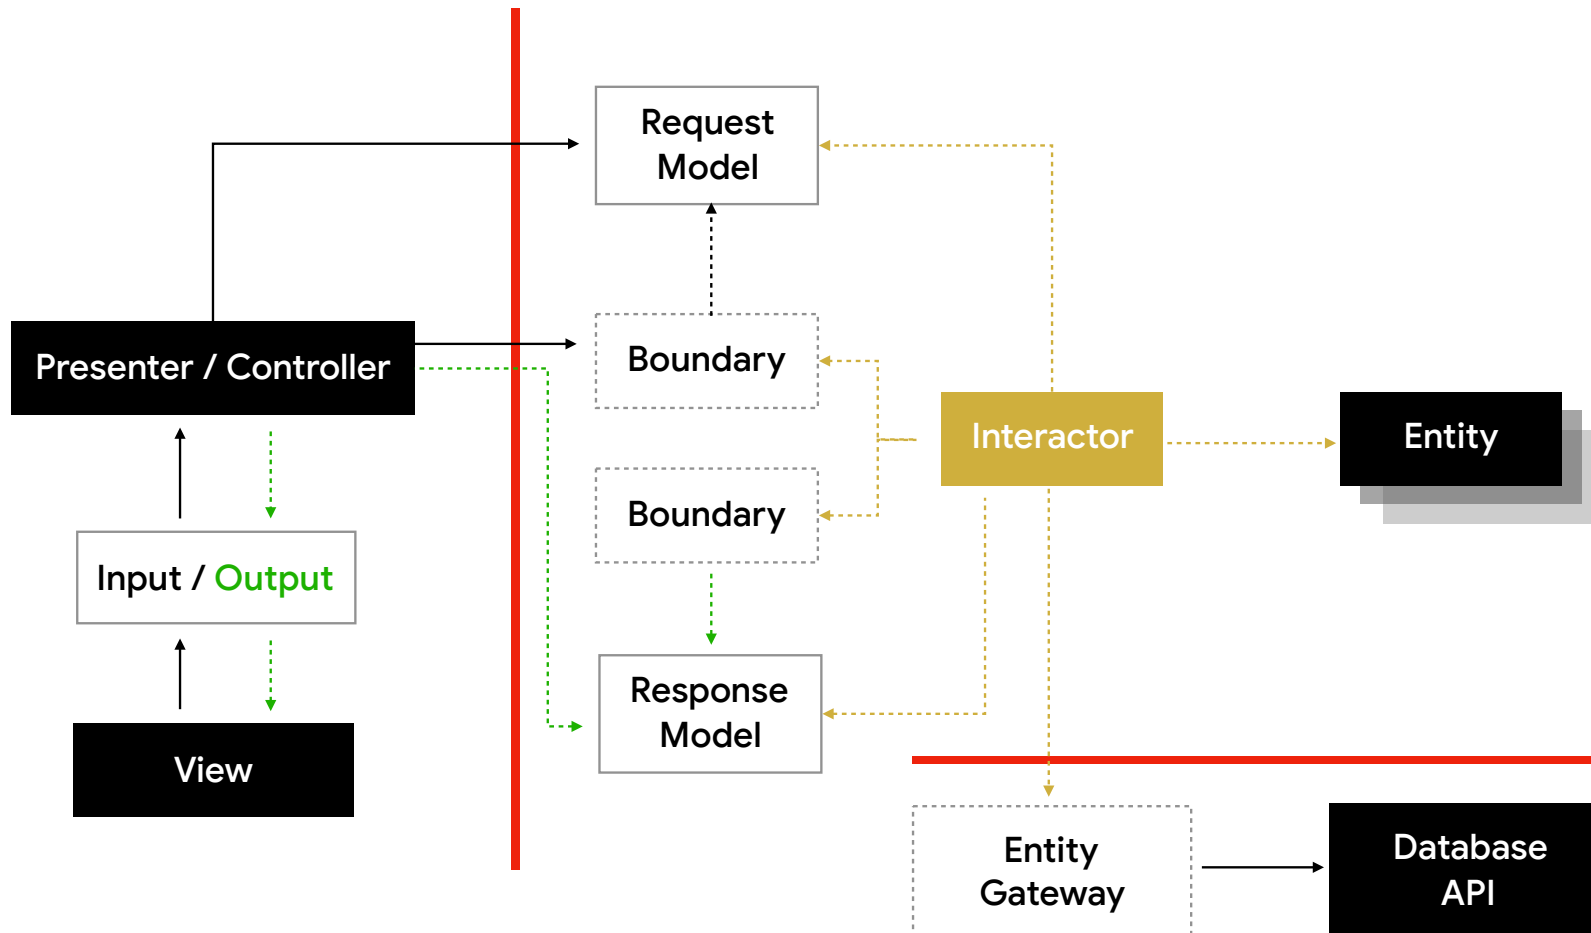 Request
Model
Presenter / Controller
Boundary
Interactor
Entity
Boundary
Input / Output
Response
Model
View
Entity
Gateway
Database
API